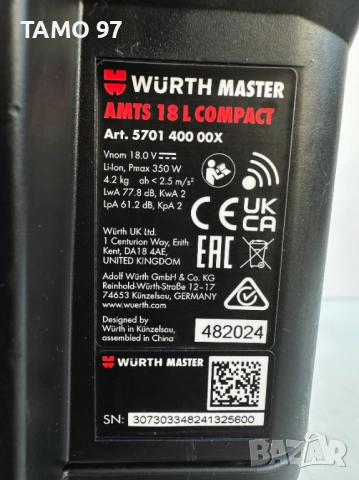 TAMO 97
WÜRTH MASTER
AMTS 18 L COMPACT
Art. 5701 400 00X
Vnom 18.0 V
Li-Ion, Pmax 350 W
4.2 kg ah < 2.5 m/s²
LwA 77.8 dB, KwA 2
LpA 61.2 dB, KpA 2
CE UK CA
Würth UK Ltd.
1 Centurion Way, Erith
Kent, DA18 4AE,
UNITED KINGDOM
EAC
Adolf Würth GmbH & Co. KG
Reinhold-Würth-Straße 12-17
74653 Künzelsau, GERMANY
www.wurth.com
Designed by
Würth in Künzelsau,
assembled in China
482024
WÜRTH MASTER
SN: 307303348241325600
BAZAR